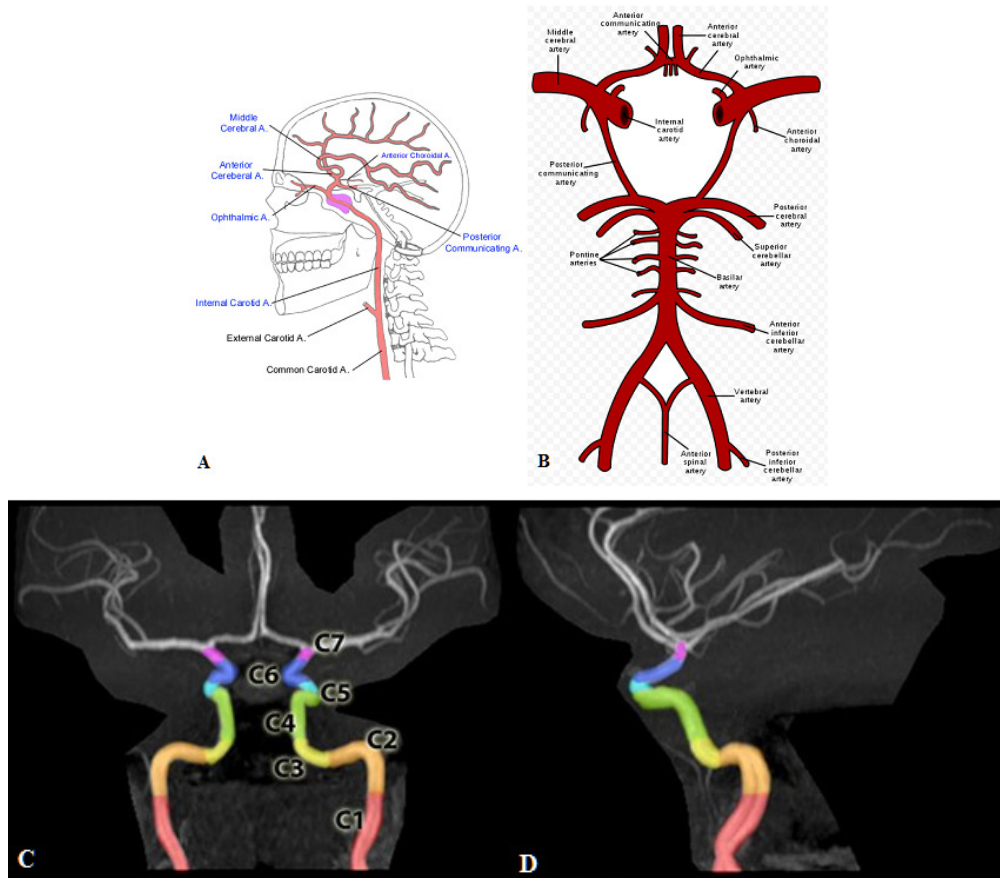 Middle
Cerebral A.
Anterior Choroidal A.
Anterior
Cereberal A.
Ophthalmic A.
Posterior
Communicating A.
Internal Carotid A.
External Carotid A.
Common Carotid A.
A
Anterior
communicating
artery
Middle
cerebral
artery
Anterior
cerebral
artery
Ophthalmic
artery
Internal
carotid
artery
Anterior
choroidal
artery
Posterior
communicating
artery
Posterior
cerebral
artery
Superior
cerebellar
artery
Pontine
arteries
Basilar
artery
Anterior
inferior
cerebellar
artery
Vertebral
artery
Anterior
spinal
artery
Posterior
inferior
cerebellar
artery
B
C7
C6
C5
C4
C2
C3
C1
C
D